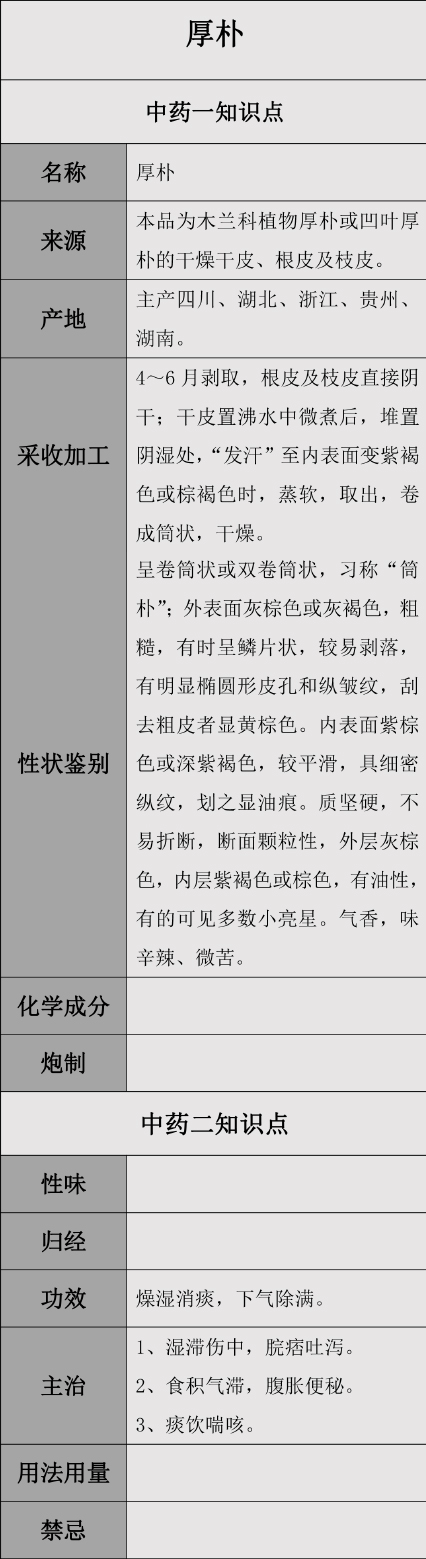 厚朴
中药一知识点
名称
厚朴
来源
本品为木兰科植物厚朴或凹叶厚
朴的干燥干皮、根皮及枝皮。
产地
主产四川、湖北、浙江、贵州、
湖南。
采收加工
4～6月剥取，根皮及枝皮直接阴
干；干皮置沸水中微煮后，堆置
阴湿处，“发汗”至内表面变紫褐
色或棕褐色时，蒸软，取出，卷
成筒状，干燥。
性状鉴别
呈卷筒状或双卷筒状，习称“筒
朴”；外表面灰棕色或灰褐色，粗
糙，有时呈鳞片状，较易剥落，
有明显椭圆形皮孔和纵皱纹，刮
去粗皮者显黄棕色。内表面紫棕
色或深紫褐色，较平滑，具细密
纵纹，划之显油痕。质坚硬，不
易折断，断面颗粒性，外层灰棕
色，内层紫褐色或棕色，有油性，
有的可见多数小亮星。气香，味
辛辣、微苦。
化学成分
炮制
中药二知识点
性味
归经
功效
燥湿消痰，下气除满。
主治
1、湿滞伤中，脘痞吐泻。
2、食积气滞，腹胀便秘。
3、痰饮喘咳。
用法用量
禁忌